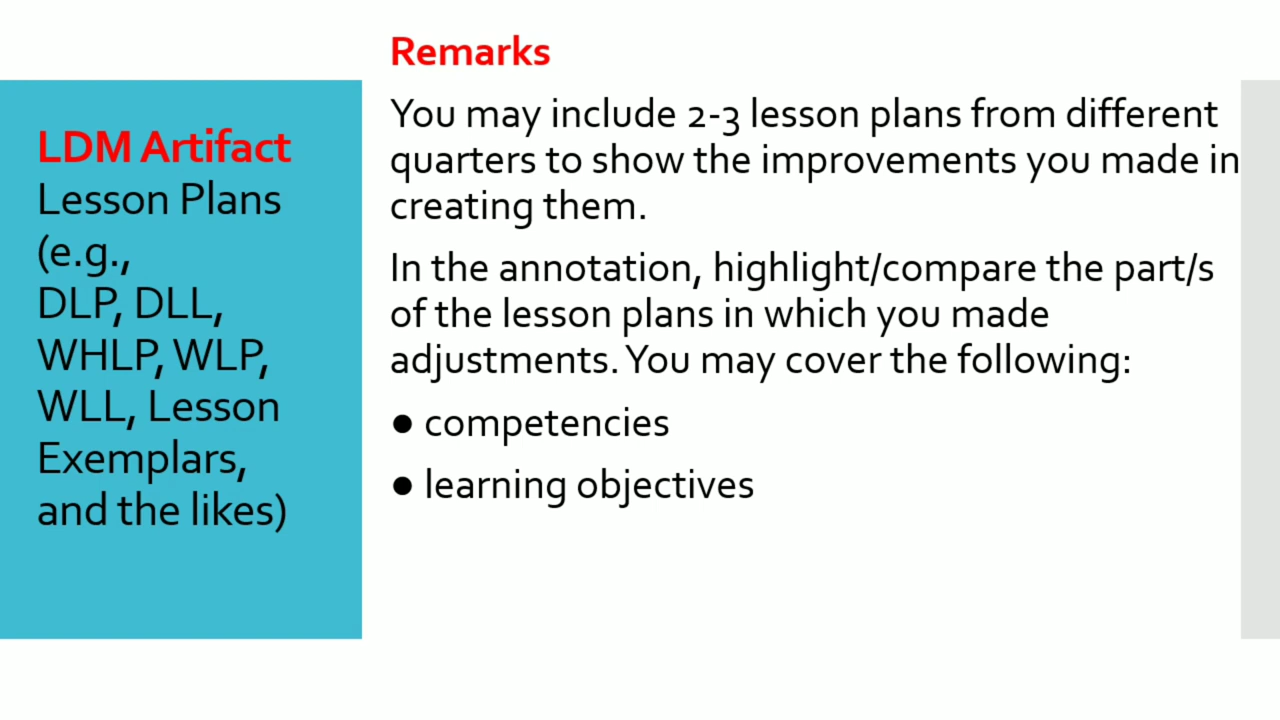 LDM Artifact
Lesson Plans
(e.g.,
DLP, DLL,
WHLP, WLP,
WLL, Lesson
Exemplars,
and the likes)
Remarks
You may include 2-3 lesson plans from different
quarters to show the improvements you made in
creating them.
In the annotation, highlight/compare the part/s
of the lesson plans in which you made
adjustments. You may cover the following:
● competencies
● learning objectives